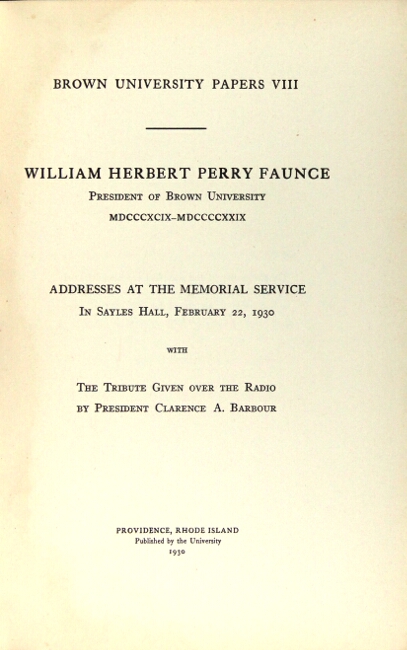 BROWN UNIVERSITY PAPERS VIII
WILLIAM HERBERT PERRY FAUNCE
PRESIDENT OF BROWN UNIVERSITY
MDCCCXCIX–MDCCCCXXIX
ADDRESSES AT THE MEMORIAL SERVICE
IN SAYLES HALL, FEBRUARY 22, 1930
WITH
THE TRIBUTE GIVEN OVER THE RADIO
BY PRESIDENT CLARENCE A. BARBOUR
PROVIDENCE, RHODE ISLAND
Published by the University
1930